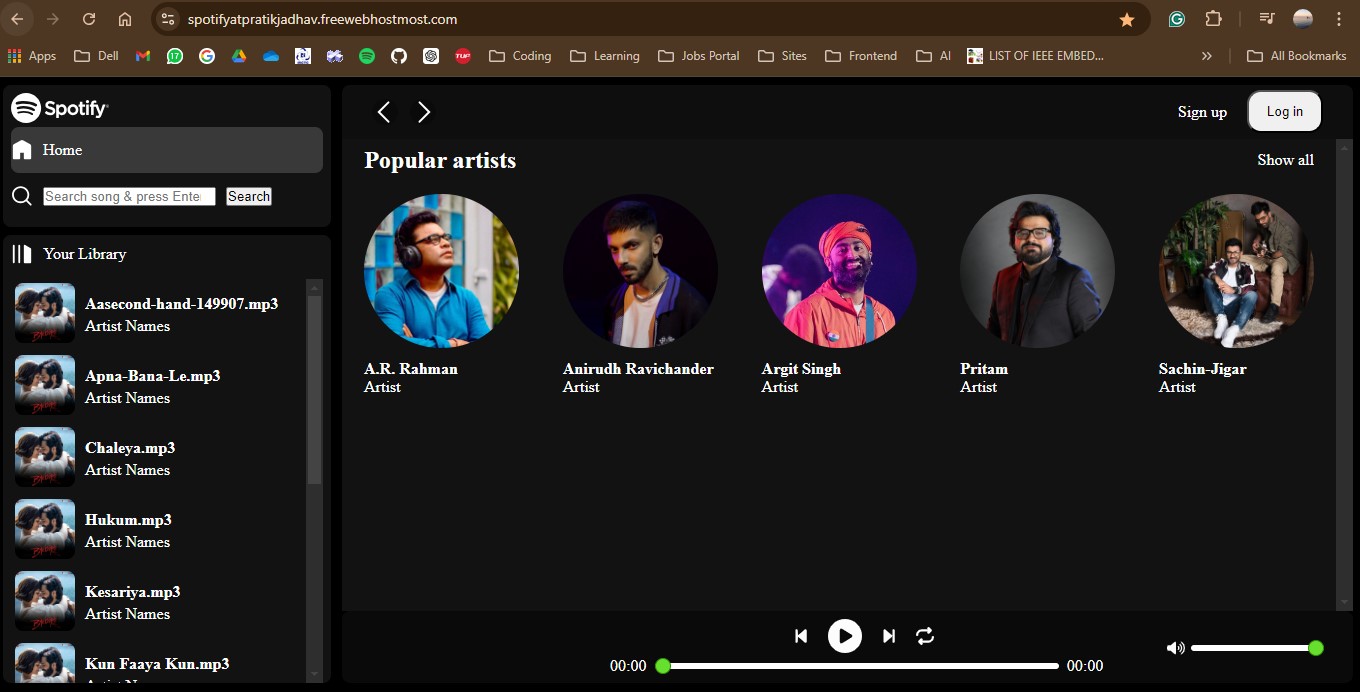 spotifyatpratikjadhav.freewebhostmost.com
Apps
Dell
17
TUF
Coding
Learning
Jobs Portal
Sites
Frontend
AI
LIST OF IEEE EMBED...
All Bookmarks
Spotify
Home
Search song & press Ente
Search
Your Library
Aasecond-hand-149907.mp3
Artist Names
Apna-Bana-Le.mp3
Artist Names
Chaleya.mp3
Artist Names
Hukum.mp3
Artist Names
Kesariya.mp3
Artist Names
Kun Faaya Kun.mp3
Sign up
Log in
Popular artists
Show all
A.R. Rahman
Artist
Anirudh Ravichander
Artist
Argit Singh
Artist
Pritam
Artist
Sachin-Jigar
Artist
00:00
00:00